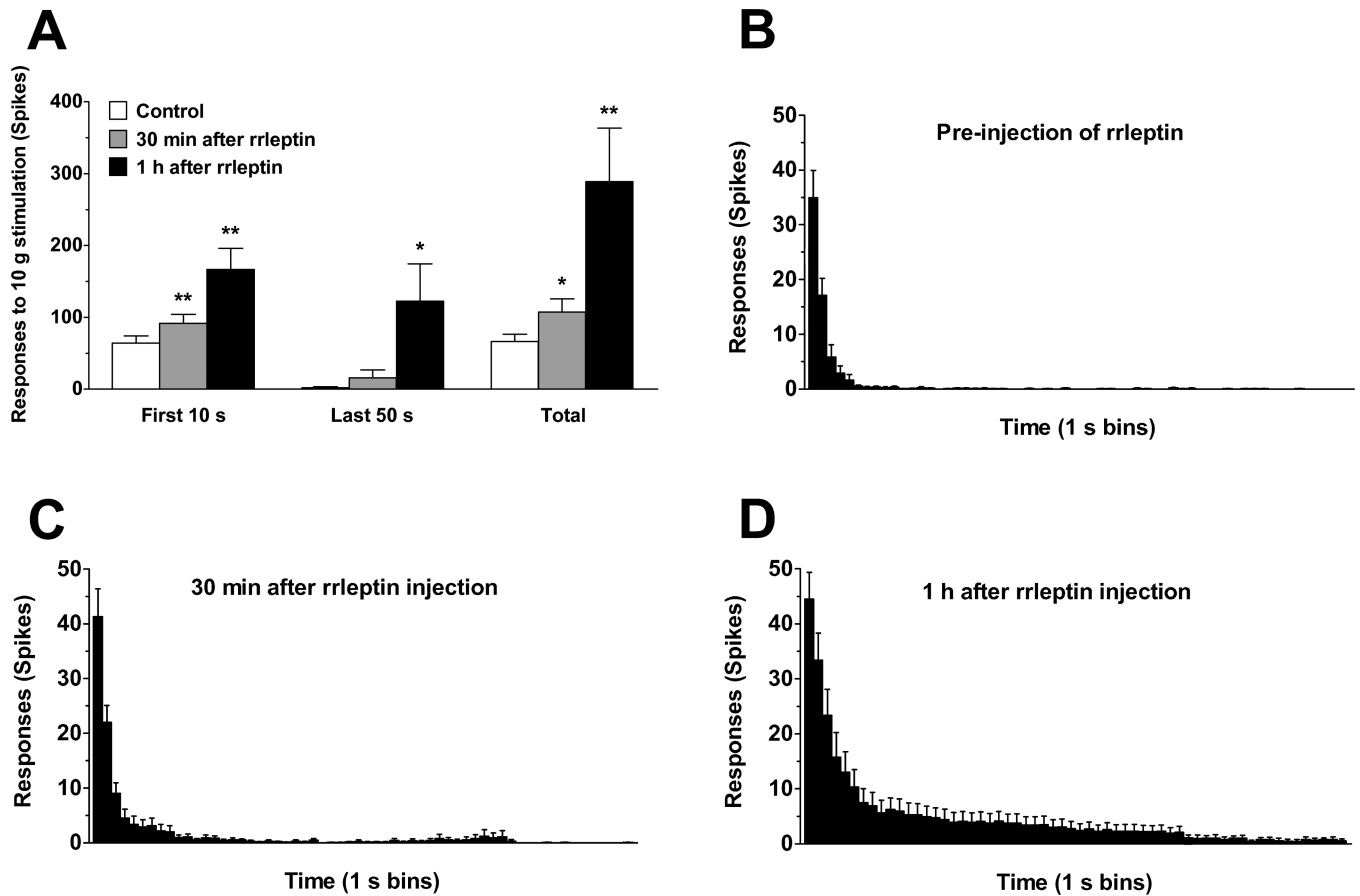 A
Responses to 10 g stimulation (Spikes)
400
300
200
100
0
Control
30 min after rrleptin
1 h after rrleptin
**
**
*
*
**
First 10 s
Last 50 s
Total
B
Pre-injection of rrleptin
Responses (Spikes)
50
40
30
20
10
0
Time (1 s bins)
C
30 min after rrleptin injection
Responses (Spikes)
50
40
30
20
10
0
Time (1 s bins)
D
1 h after rrleptin injection
Responses (Spikes)
50
40
30
20
10
0
Time (1 s bins)